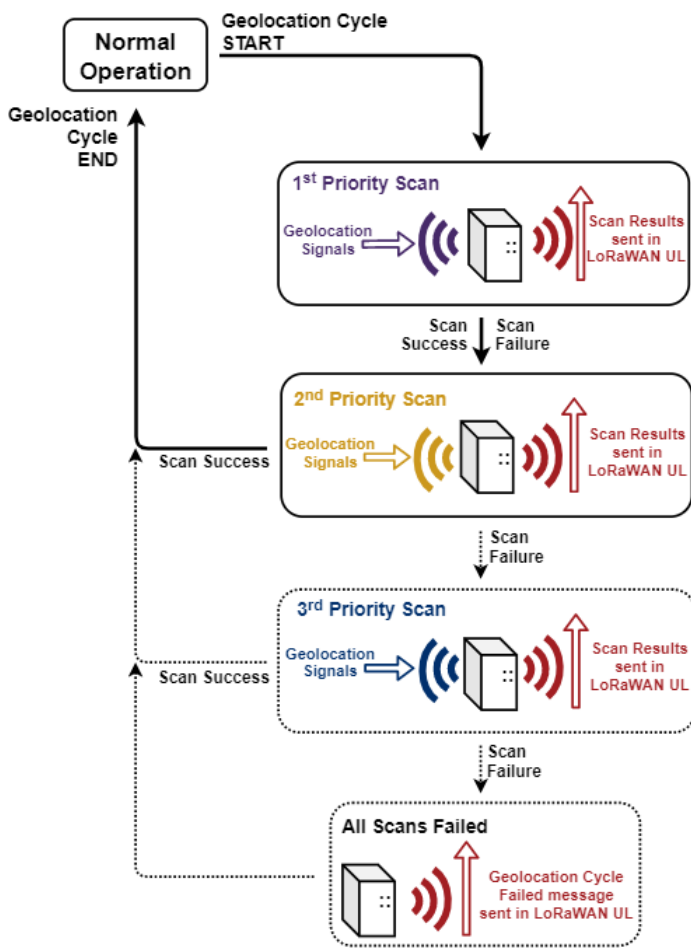 Normal
Operation
Geolocation Cycle
START
Geolocation
Cycle
END
1st Priority Scan
Geolocation
Signals
Scan Results
sent in
LoRaWAN UL
Scan
Success
Scan
Failure
2nd Priority Scan
Geolocation
Signals
Scan Results
sent in
LoRaWAN UL
Scan Success
Scan
Failure
3rd Priority Scan
Geolocation
Signals
Scan Results
sent in
LoRaWAN UL
Scan Success
Scan
Failure
All Scans Failed
Geolocation Cycle
Failed message
sent in LoRaWAN UL